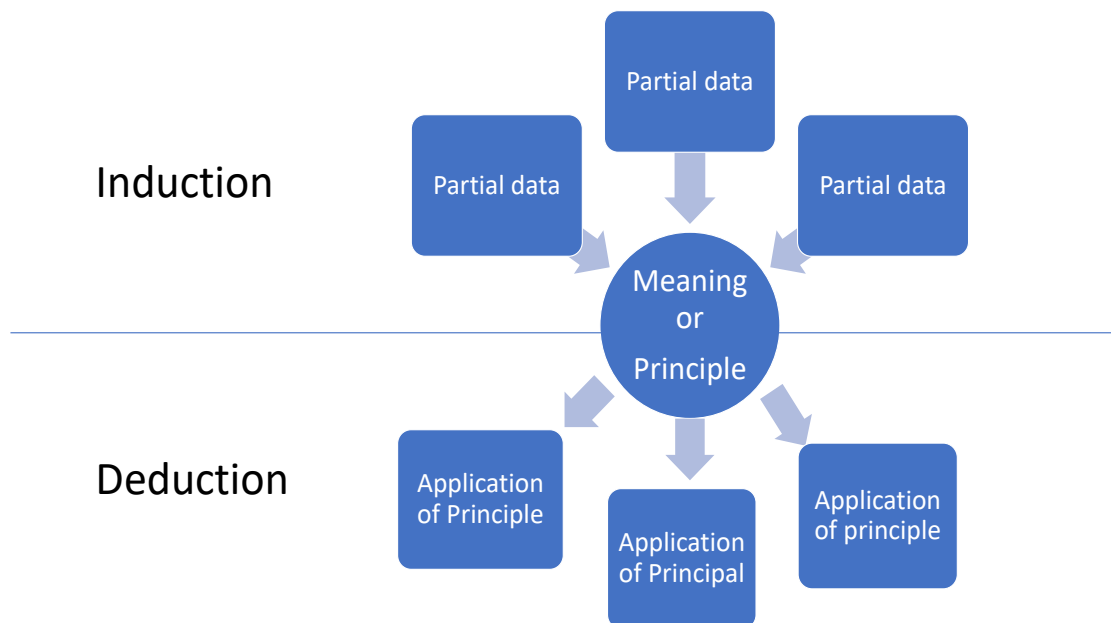 Partial data
Induction
Partial data
Partial data
Meaning
or
Principle
Deduction
Application
of Principle
Application
of Principal
Application
of principle